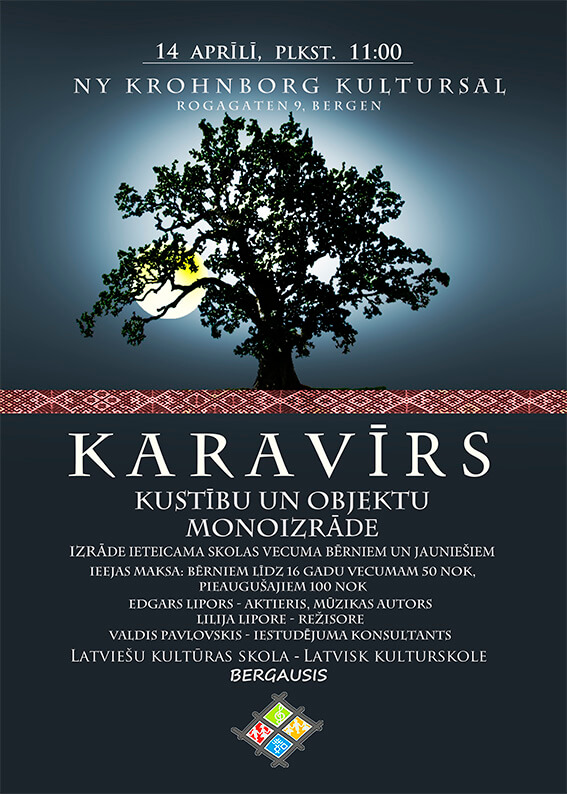 14 APRĪLĪ, PLKST. 11:00
NY KROHNBORG KULTURSAL
ROGAGATEN 9, BERGEN
KARAVĪRS
KUSTĪBU UN OBJEKTU
MONOIZRĀDE
IZRĀDE IETEICAMA SKOLAS VECUMA BĒRNIEM UN JAUNIEŠIEM
IEEJAS MAKSA: BĒRNIEM LĪDZ 16 GADU VECUMAM 50 NOK,
PIEAUGUŠAJIEM 100 NOK
EDGARS LIPORS - AKTIERIS, MŪZIKAS AUTORS
LILIJA LIPORE - REŽISORE
VALDIS PAVLOVSKIS - IESTUDĒJUMA KONSULTANTS
LATVIEŠU KULTŪRAS SKOLA - LATVISK KULTURSKOLE
BERGAUSIS